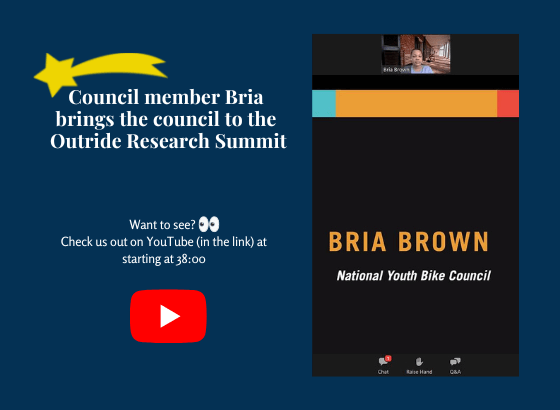 Council member Bria
brings the council to the
Outride Research Summit
Want to see? 👀
Check us out on YouTube (in the link) at
starting at 38:00
Bria Brown
BRIA BROWN
National Youth Bike Council
1
Chat
Raise Hand
Q&A